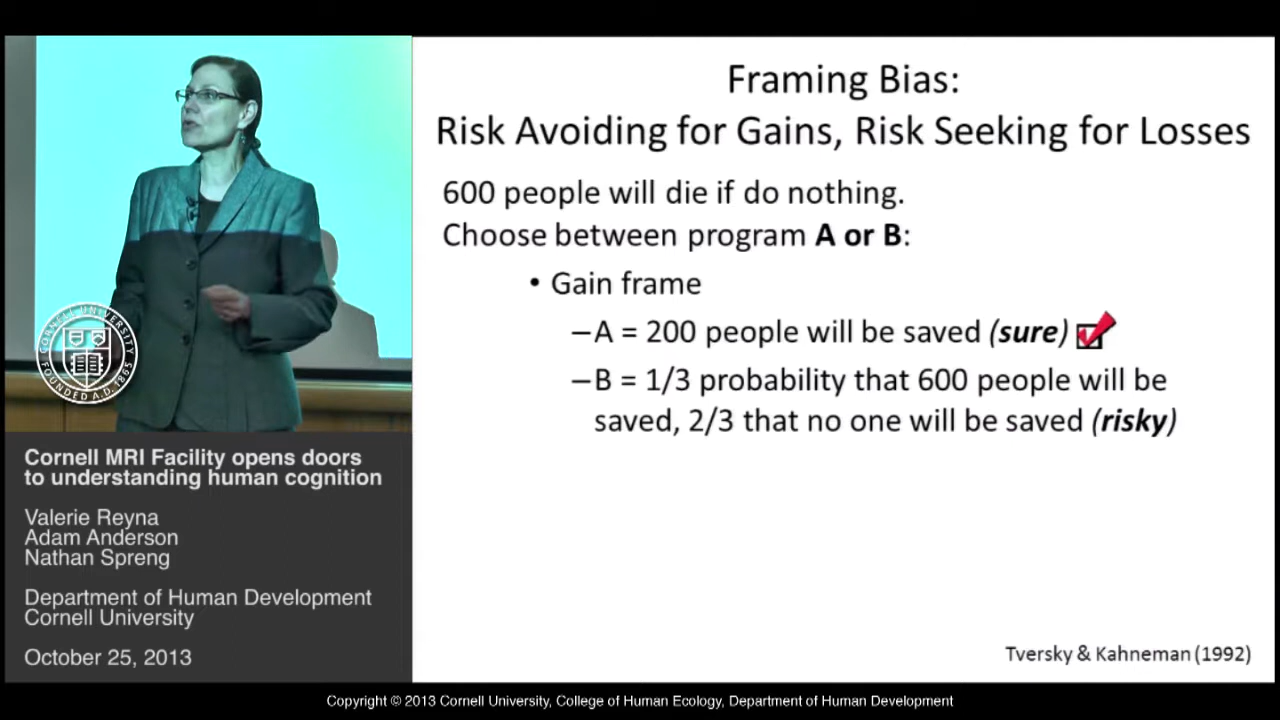 Framing Bias:
Risk Avoiding for Gains, Risk Seeking for Losses
600 people will die if do nothing.
Choose between program A or B:
• Gain frame
–A = 200 people will be saved (sure)
–B = 1/3 probability that 600 people will be
saved, 2/3 that no one will be saved (risky)
Tversky & Kahneman (1992)
CORNELL UNIVERSITY
FOUNDED A.D. 1865
Cornell MRI Facility opens doors
to understanding human cognition
Valerie Reyna
Adam Anderson
Nathan Spreng
Department of Human Development
Cornell University
October 25, 2013
Copyright © 2013 Cornell University, College of Human Ecology, Department of Human Development